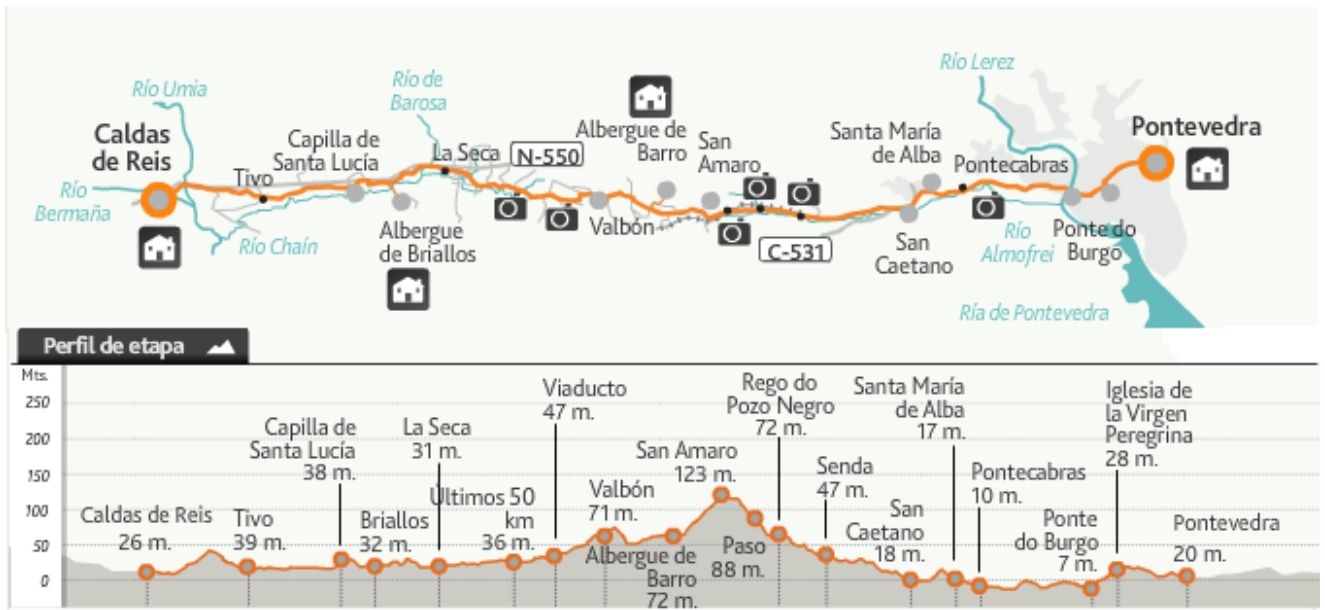 Río Umia
Río de
Barosa
Río Lerez
Caldas
de Reis
Capilla de
Santa Lucía
La Seca
N-550
Albergue de
Barro
San
Amaro
Santa María
de Alba
Pontecabras
Pontevedra
Tivo
Río
Bermaña
Río Chaín
Albergue
de Briallos
Valbón
C-531
San
Caetano
Río
Almofrei
Ponte do
Burgo
Ría de Pontevedra
Perfil de etapa
Mts.
250
200
150
100
50
0
Caldas de Reis
26 m.
Tivo
39 m.
Capilla de
Santa Lucía
38 m.
Briallos
32 m.
La Seca
31 m.
Últimos 50
km
36 m.
Viaducto
47 m.
Valbón
71 m.
Albergue de
Barro
72 m.
San Amaro
123 m.
Paso
88 m.
Rego do
Pozo Negro
72 m.
Senda
47 m.
San
Caetano
18 m.
Santa María
de Alba
17 m.
Pontecabras
10 m.
Ponte
do Burgo
7 m.
Iglesia de
la Virgen
Peregrina
28 m.
Pontevedra
20 m.